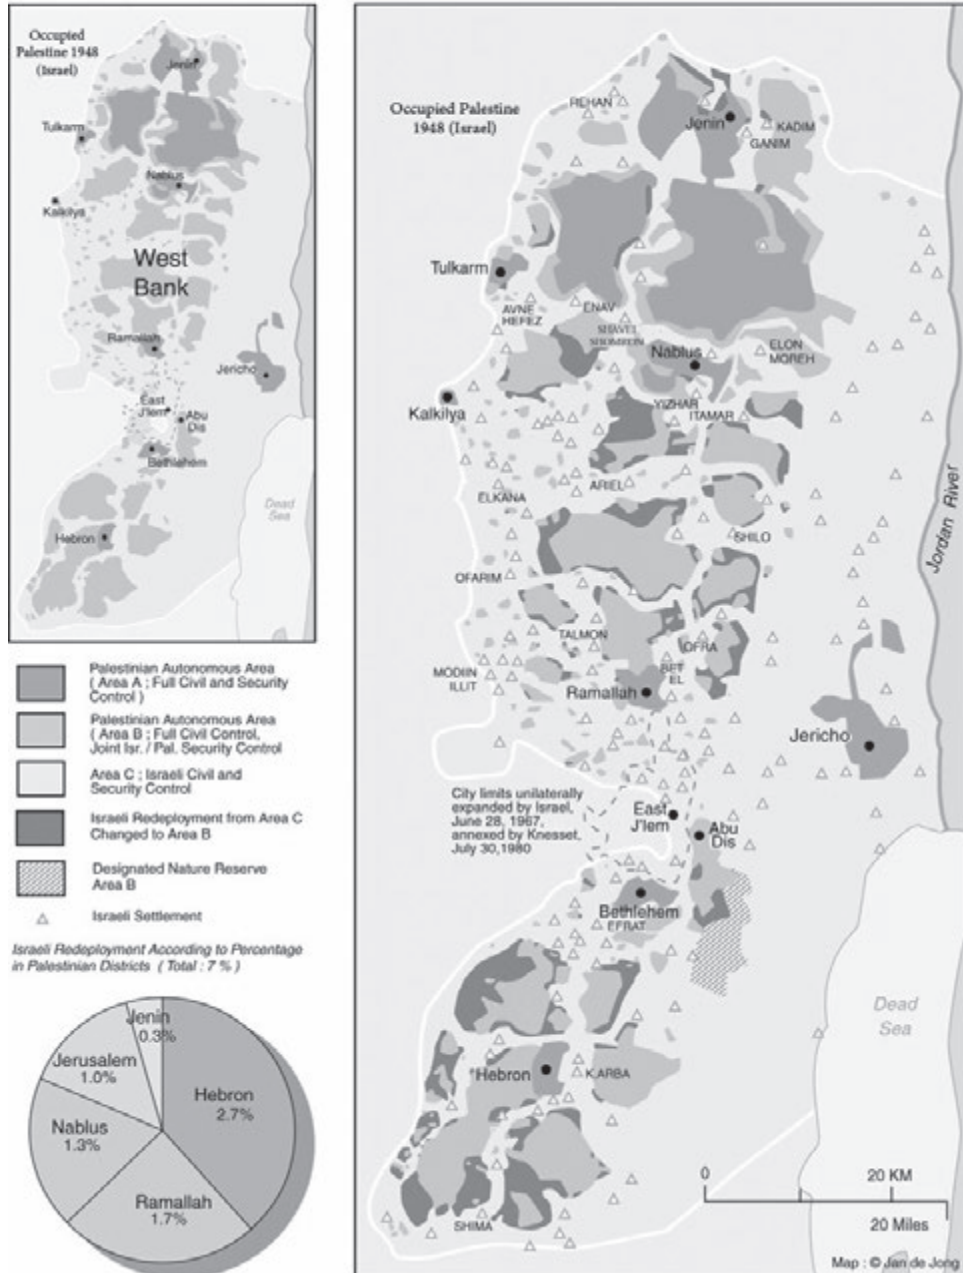 Occupied
Palestine 1948
(Israel)
Jenin
Tulkarm
Nablus
Kalkilya
West
Bank
Ramallah
Jericho
East
J'lem
Abu
Dis
Bethlehem
Dead
Sea
Hebron
Palestinian Autonomous Area
( Area A ; Full Civil and Security
Control )
Palestinian Autonomous Area
( Area B ; Full Civil Control,
Joint Isr. / Pal. Security Control
Area C ; Israeli Civil and
Security Control
Israeli Redeployment from Area C
Changed to Area B
Designated Nature Reserve
Area B
Israeli Settlement
Israeli Redeployment According to Percentage
in Palestinian Districts ( Total : 7 % )
Jenin
0.3%
Jerusalem
1.0%
Hebron
2.7%
Nablus
1.3%
Ramallah
1.7%
Occupied Palestine
1948 (Israel)
REHAN
Jenin
KADIM
GANIM
Tulkarm
AVNE
HEFEZ
ENAV
SHAVEI
SHOMRON
Nablus
ELON
MOREH
Kalkilya
YIZHAR
ITAMAR
ELKANA
ARIEL
SHILO
Jordan River
OFARIM
TALMON
OFRA
MODIIN
ILLIT
BET
EL
Ramallah
Jericho
City limits unilaterally
expanded by Israel,
June 28, 1967,
annexed by Knesset,
July 30,1980
East
J'lem
Abu
Dis
Bethlehem
EFRAT
Dead
Sea
Hebron
K.ARBA
SHIMA
0
20 KM
20 Miles
Map : © Jan de Jong